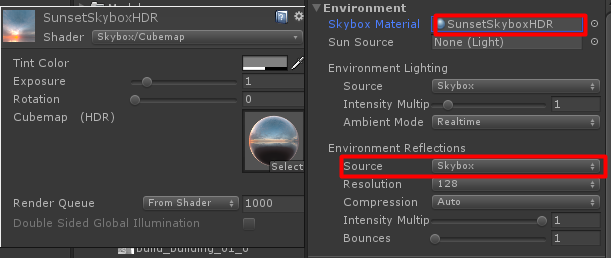 SunsetSkyboxHDR
Shader Skybox/Cubemap
Tint Color
Exposure 1
Rotation 0
Cubemap (HDR)
Select
Render Queue From Shader 1000
Double Sided Global Illumination
build_building_01_0
Environment
Skybox Material SunsetSkyboxHDR
Sun Source None (Light)
Environment Lighting
Source Skybox
Intensity Multip 1
Ambient Mode Realtime
Environment Reflections
Source Skybox
Resolution 128
Compression Auto
Intensity Multip 1
Bounces 1